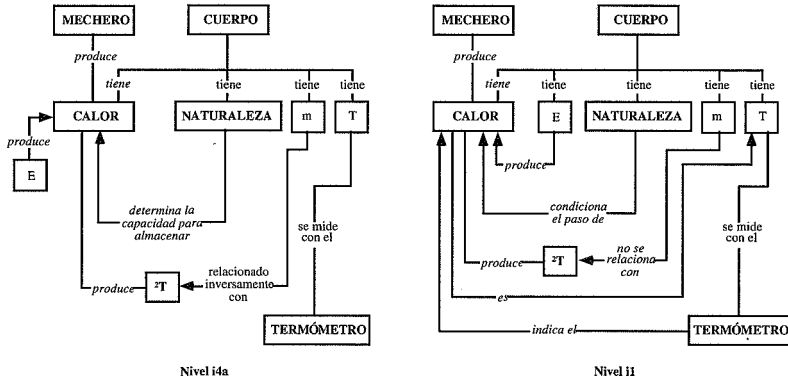 MECHERO
CUERPO
produce
tiene
tiene
tiene
tiene
CALOR
NATURALEZA
m
T
produce
E
determina la
capacidad para
almacenar
se mide
con el
relacionado
inversamento
con
produce
²T
TERMÓMETRO
Nivel i4a
MECHERO
CUERPO
produce
tiene
tiene
tiene
tiene
tiene
CALOR
E
NATURALEZA
m
T
produce
condiciona
el paso de
se mide
con el
no se
relaciona
con
produce
²T
es
indica el
TERMÓMETRO
Nivel j1